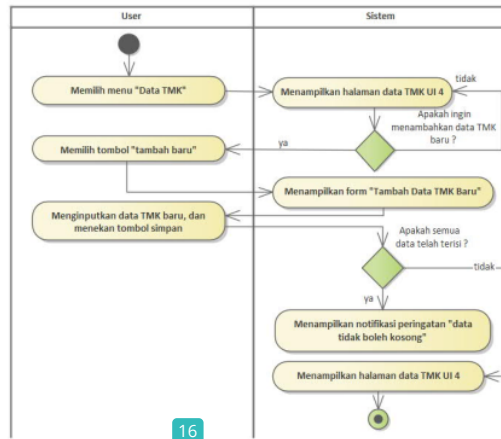 User
Sistem
Memilih menu "Data TMK"
Menampilkan halaman data TMK UI 4
tidak
Apakah ingin
menambahkan data TMK
baru ?
ya
Memilih tombol "tambah baru"
Menampilkan form "Tambah Data TMK Baru"
Menginputkan data TMK baru, dan
menekan tombol simpan
Apakah semua
data telah terisi ?
tidak
ya
Menampilkan notifikasi peringatan "data
tidak boleh kosong"
Menampilkan halaman data TMK UI 4
16